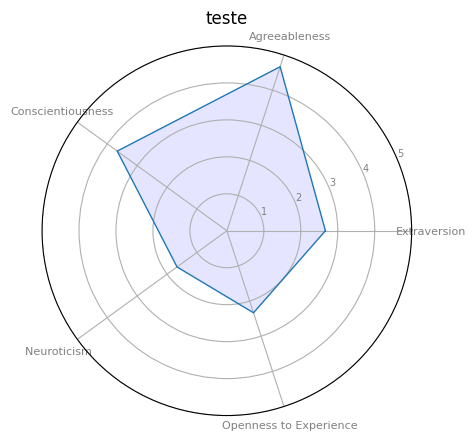 teste
Agreeableness
Conscientiousness
5
4
3
2
1
Extraversion
Neuroticism
Openness to Experience